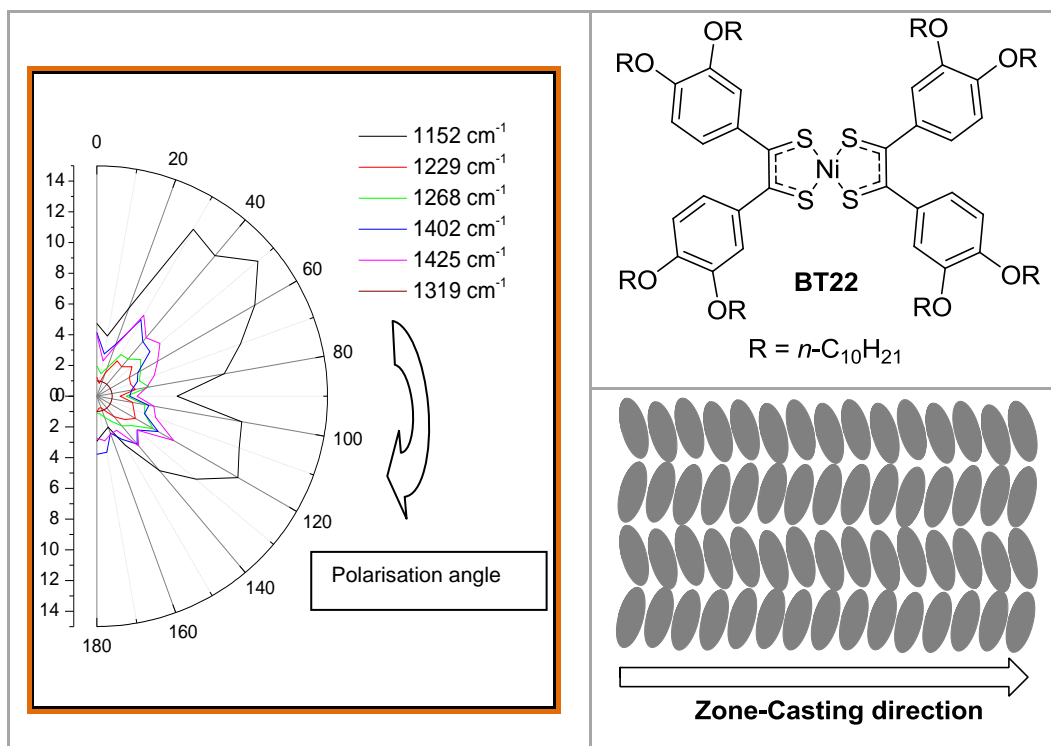 0
20
40
60
80
100
120
140
160
180
14
12
10
8
6
4
2
0
0
2
4
6
8
10
12
14
1152 cm-1
1229 cm-1
1268 cm-1
1402 cm-1
1425 cm-1
1319 cm-1
Polarisation angle
RO
OR
RO
OR
S
S
Ni
S
S
RO
OR
OR
RO
BT22
R = n-C10H21
Zone-Casting direction